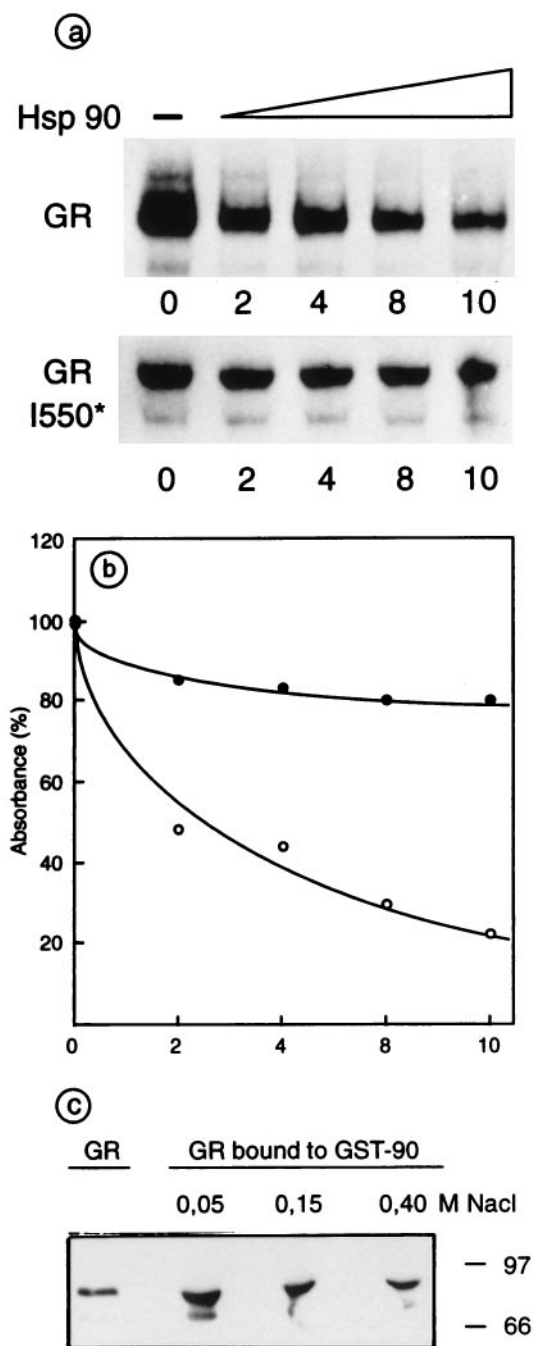 a
Hsp 90 –
GR
0 2 4 8 10
GR
I550*
0 2 4 8 10
b
Absorbance (%)
120
100
80
60
40
20
0 2 4 8 10
c
GR GR bound to GST-90
0,05 0,15 0,40 M Nacl
– 97
– 66